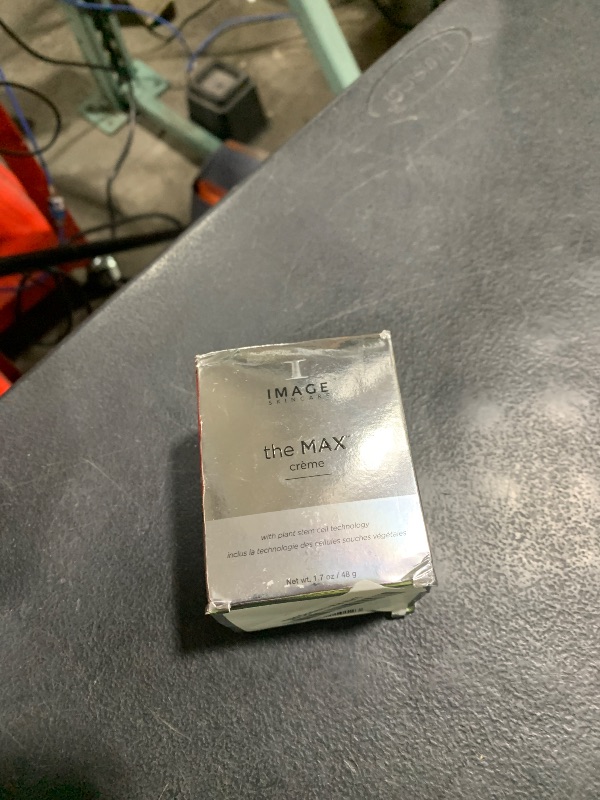 IMAGE
SKINCARE
the MAX
crème
with plant stem cell technology
inclus la technologie des cellules souches végétales
Net wt. 1.7 oz / 48 g